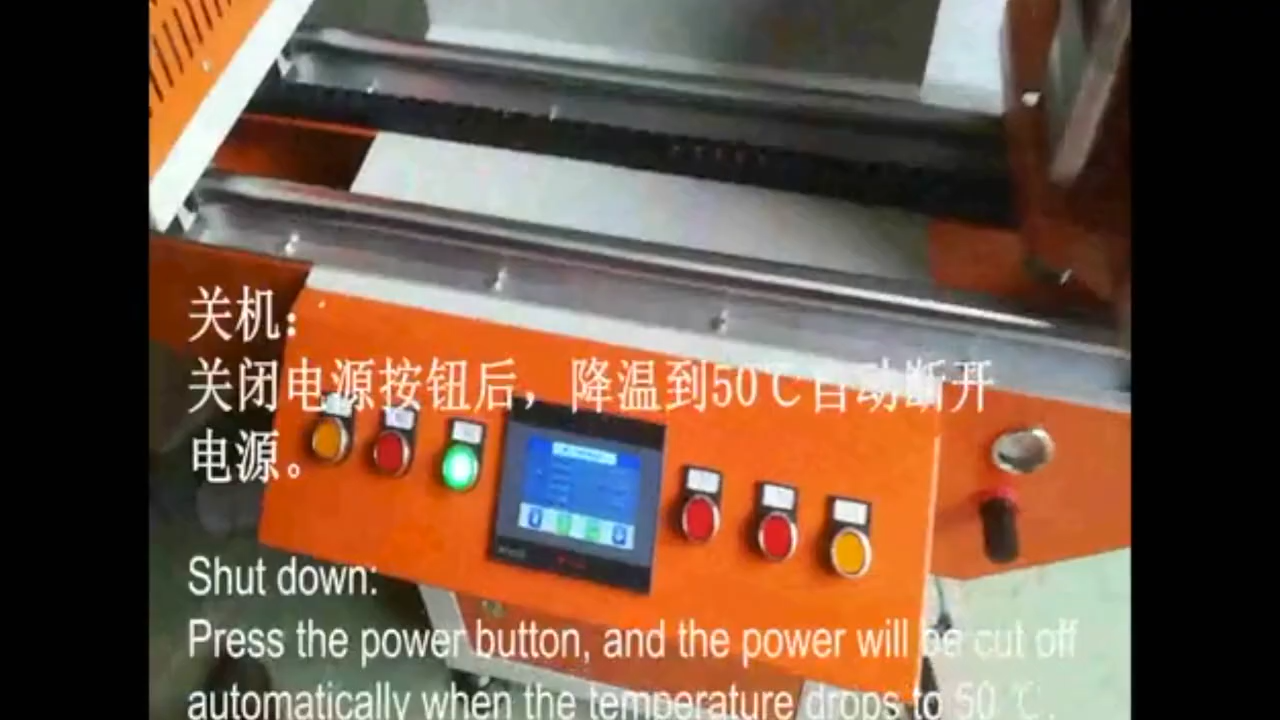 关机：
关闭电源按钮后，降温到50℃自动断开
电源。
Shut down:
Press the power button, and the power will be cut off
automatically when the temperature drops to 50 ℃.